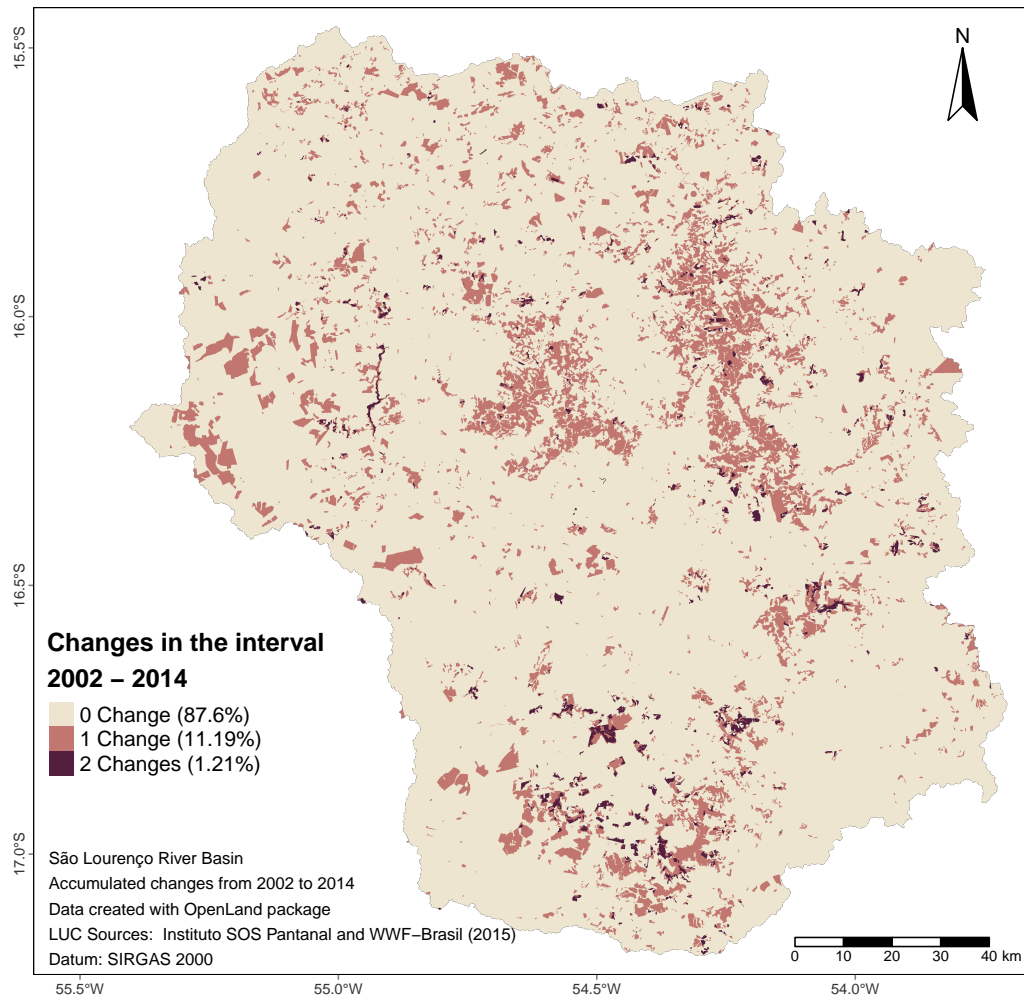 N
15.5°S
16.0°S
16.5°S
17.0°S
Changes in the interval
2002 – 2014
0 Change (87.6%)
1 Change (11.19%)
2 Changes (1.21%)
São Lourenço River Basin
Accumulated changes from 2002 to 2014
Data created with OpenLand package
LUC Sources: Instituto SOS Pantanal and WWF−Brasil (2015)
Datum: SIRGAS 2000
0 10 20 30 40 km
55.5°W 55.0°W 54.5°W 54.0°W